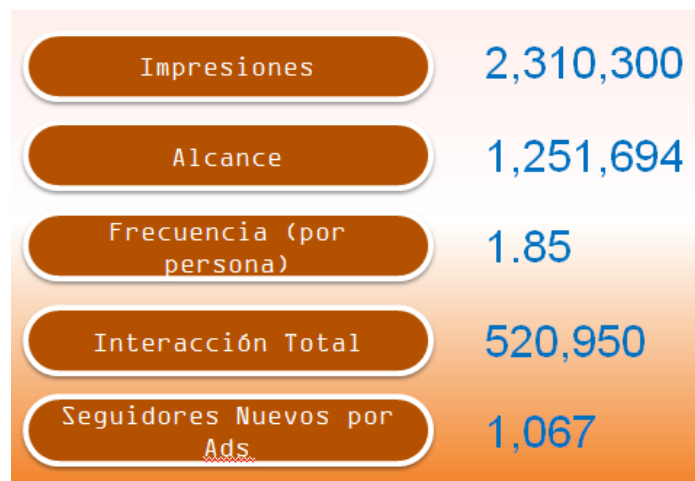 Impresiones 2,310,300
Alcance 1,251,694
Frecuencia (por
persona) 1.85
Interacción Total 520,950
Seguidores Nuevos por
Ads 1,067